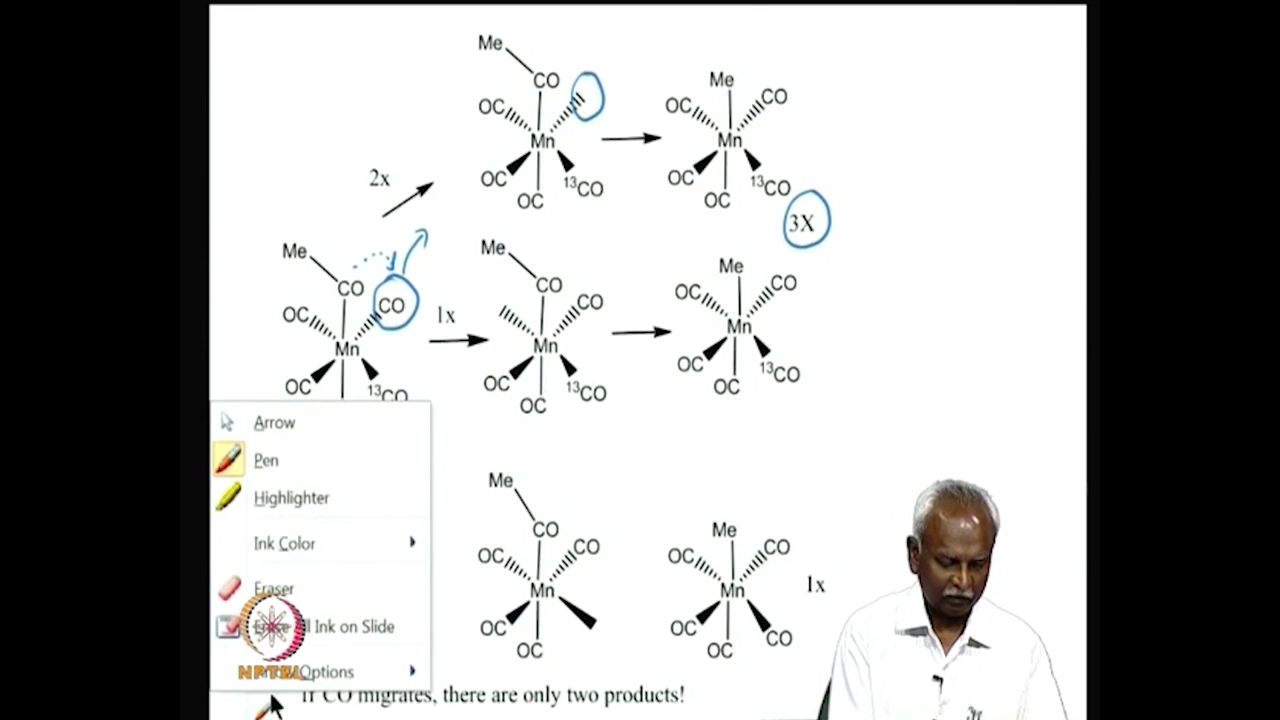 Me
CO
OC
Mn
OC
13CO
OC
Me
OC
CO
Mn
OC
13CO
OC
3X
2x
Me
CO
OC
CO
Mn
OC
13CO
1x
Me
CO
OC
CO
Mn
OC
13CO
OC
Me
OC
CO
Mn
OC
13CO
OC
Arrow
Pen
Highlighter
Ink Color
Eraser
Ink on Slide
Options
NPTEL
Me
CO
OC
CO
Mn
OC
OC
Me
OC
CO
Mn
OC
CO
OC
1x
If CO migrates, there are only two products!